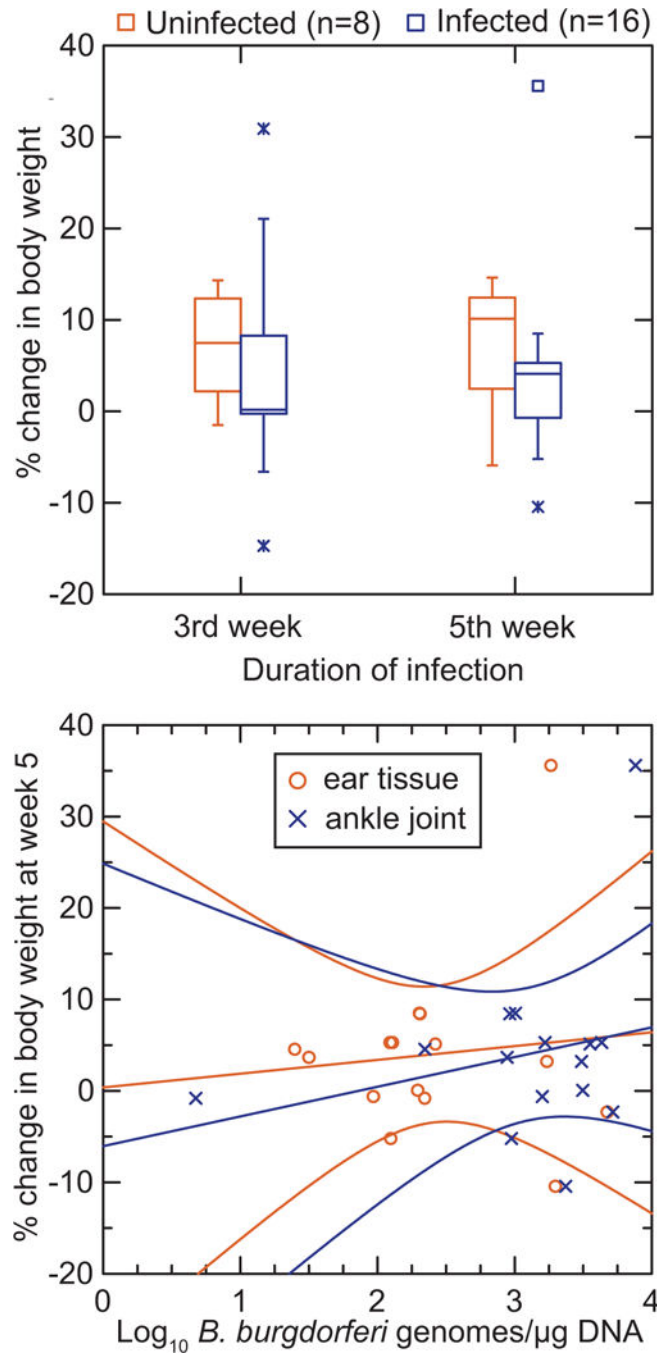 Uninfected (n=8) Infected (n=16)
40
30
20
10
0
-10
-20
% change in body weight
3rd week 5th week
Duration of infection
40
30
20
10
0
-10
-20
% change in body weight at week 5
ear tissue
ankle joint
0 1 2 3 4
Log₁₀ B. burgdorferi genomes/µg DNA